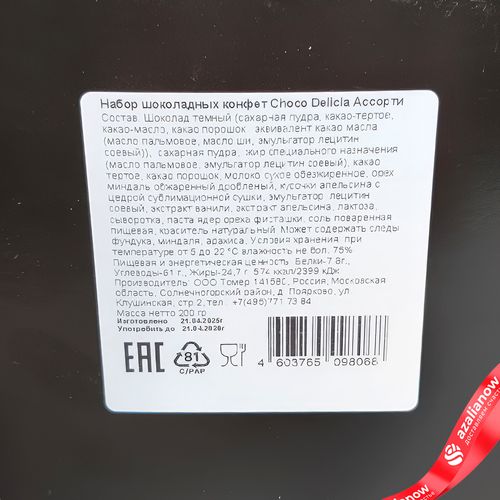 Набор шоколадных конфет Choco Delicia Ассорти
Состав. Шоколад темный (сахарная пудра, какао-тертое,
какао-масло, какао порошок эквивалент какао масла
(масло пальмовое, масло ши, эмульгатор лецитин
соевый)), сахарная пудра, жир специального назначения
(масло пальмовое, эмульгатор лецитин соевый), какао
тертое, какао порошок, молоко сухое обезжиренное, орех
миндаль обжаренный дробленый, кусочки апельсина с
цедрой сублимационной сушки, эмульгатор лецитин
соевый, экстракт ванили, экстракт апельсина, лактоза,
сыворотка, паста ядер ореха фисташки, соль поваренная
пищевая, краситель натуральный Может содержать следы
фундука, миндаля, арахиса. Условия хранения при
температуре от 5 до 22 °С влажность не бол. 75%
Пищевая и энергетическая ценность: Белки-7,8г.,
Углеводы-61 г., Жиры-24,7 г. 574 ккал/2399 кДж
Производитель: ООО Томер 141580, Россия, Московская
область, Солнечногорский район, д. Поярково, ул.
Клушинская, стр.2, тел. +7(495)771 73 84
Масса нетто 200 гр
Изготовлено 21.04.2025г
Употребить до 21.04.2026г
EAC
81
C/PAP
4 603765 098068
azalianow
доставляем счастье